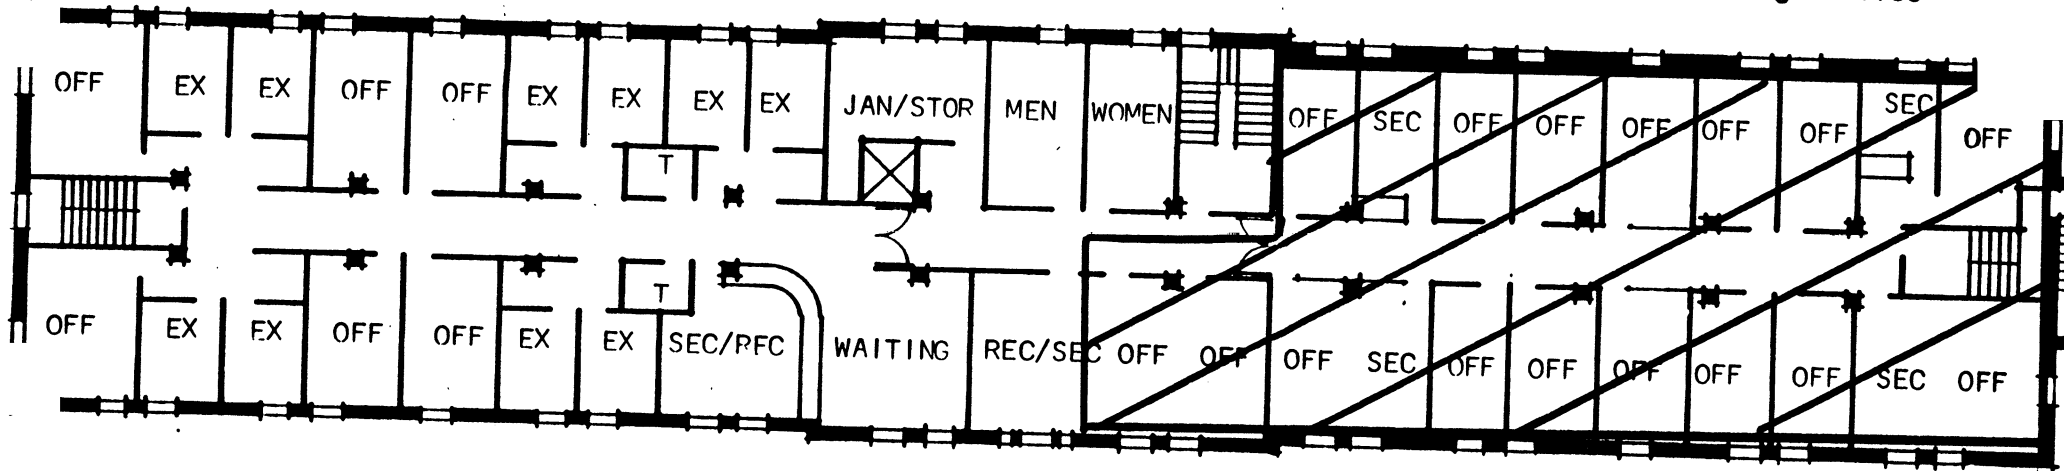 OFF EX EX OFF OFF EX EX EX EX JAN/STOR MEN WOMEN OFF SEC OFF OFF OFF OFF OFF SEC OFF
T
T
OFF EX EX OFF OFF EX EX SEC/REC WAITING REC/SEC OFF OFF OFF SEC OFF OFF OFF OFF OFF SEC OFF